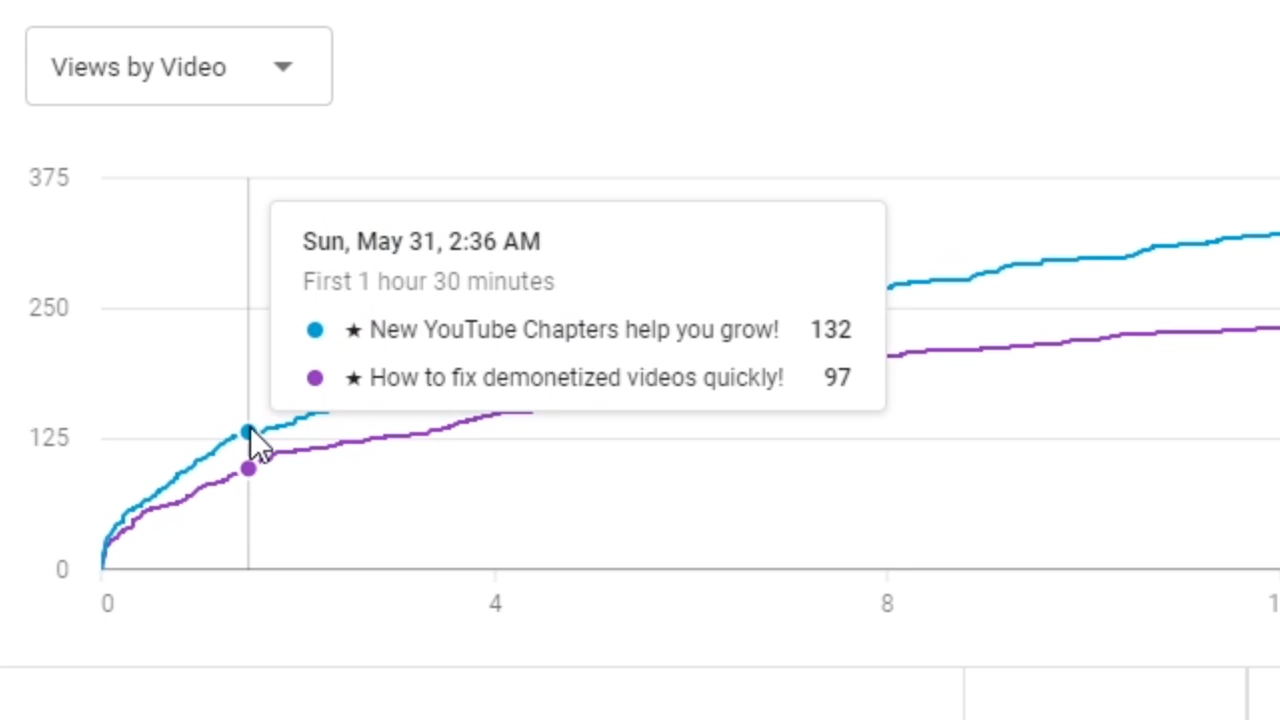 Views by Video
375
Sun, May 31, 2:36 AM
First 1 hour 30 minutes
250
★ New YouTube Chapters help you grow! 132
★ How to fix demonetized videos quickly! 97
125
0
0 4 8